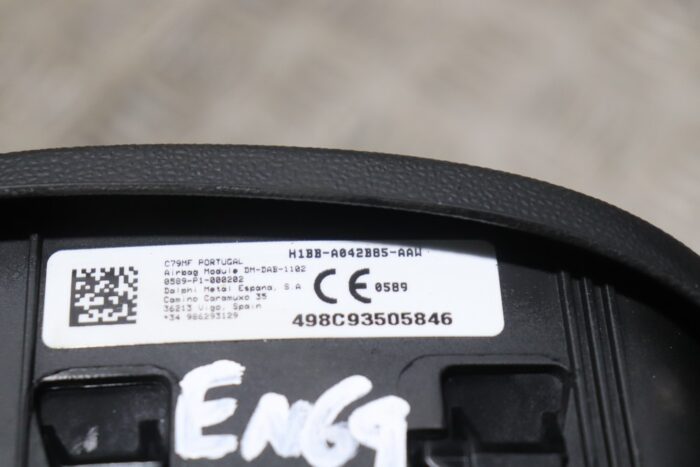 H1BB-A042B85-AAW
C79MF PORTUGAL
Airbag Module DM-DAB-1102
0589-P1-000202
Dalphi Metal Espana, S.A
Camino Caramuxo 35
36213 Vigo, Spain
+34 986293129
CE 0589
498C93505846
EN69